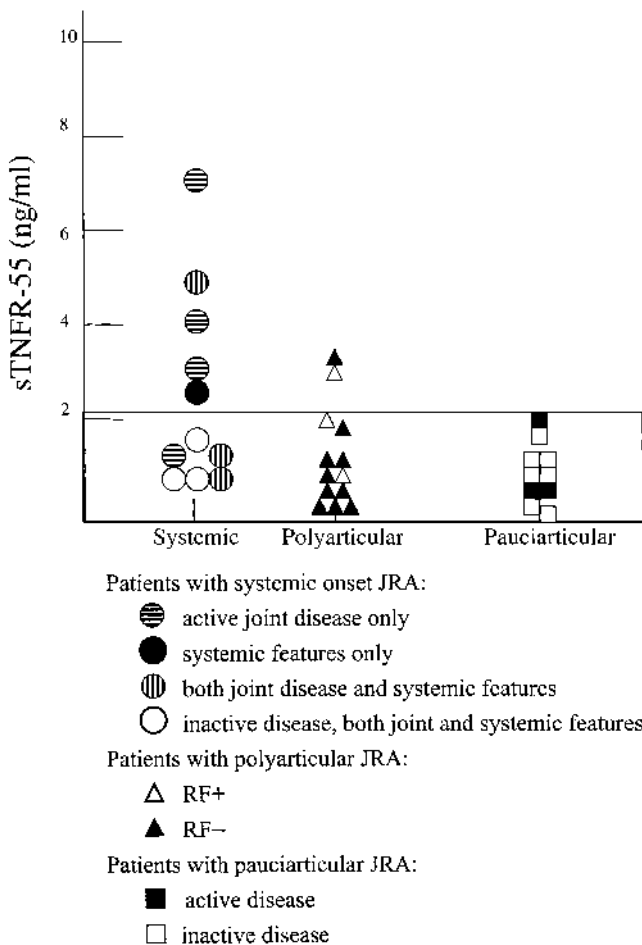 10
8
6
4
2
sTNFR-55 (ng/ml)
Systemic Polyarticular Pauciarticular
Patients with systemic onset JRA:
active joint disease only
systemic features only
both joint disease and systemic features
inactive disease, both joint and systemic features
Patients with polyarticular JRA:
RF+
RF–
Patients with pauciarticular JRA:
active disease
inactive disease